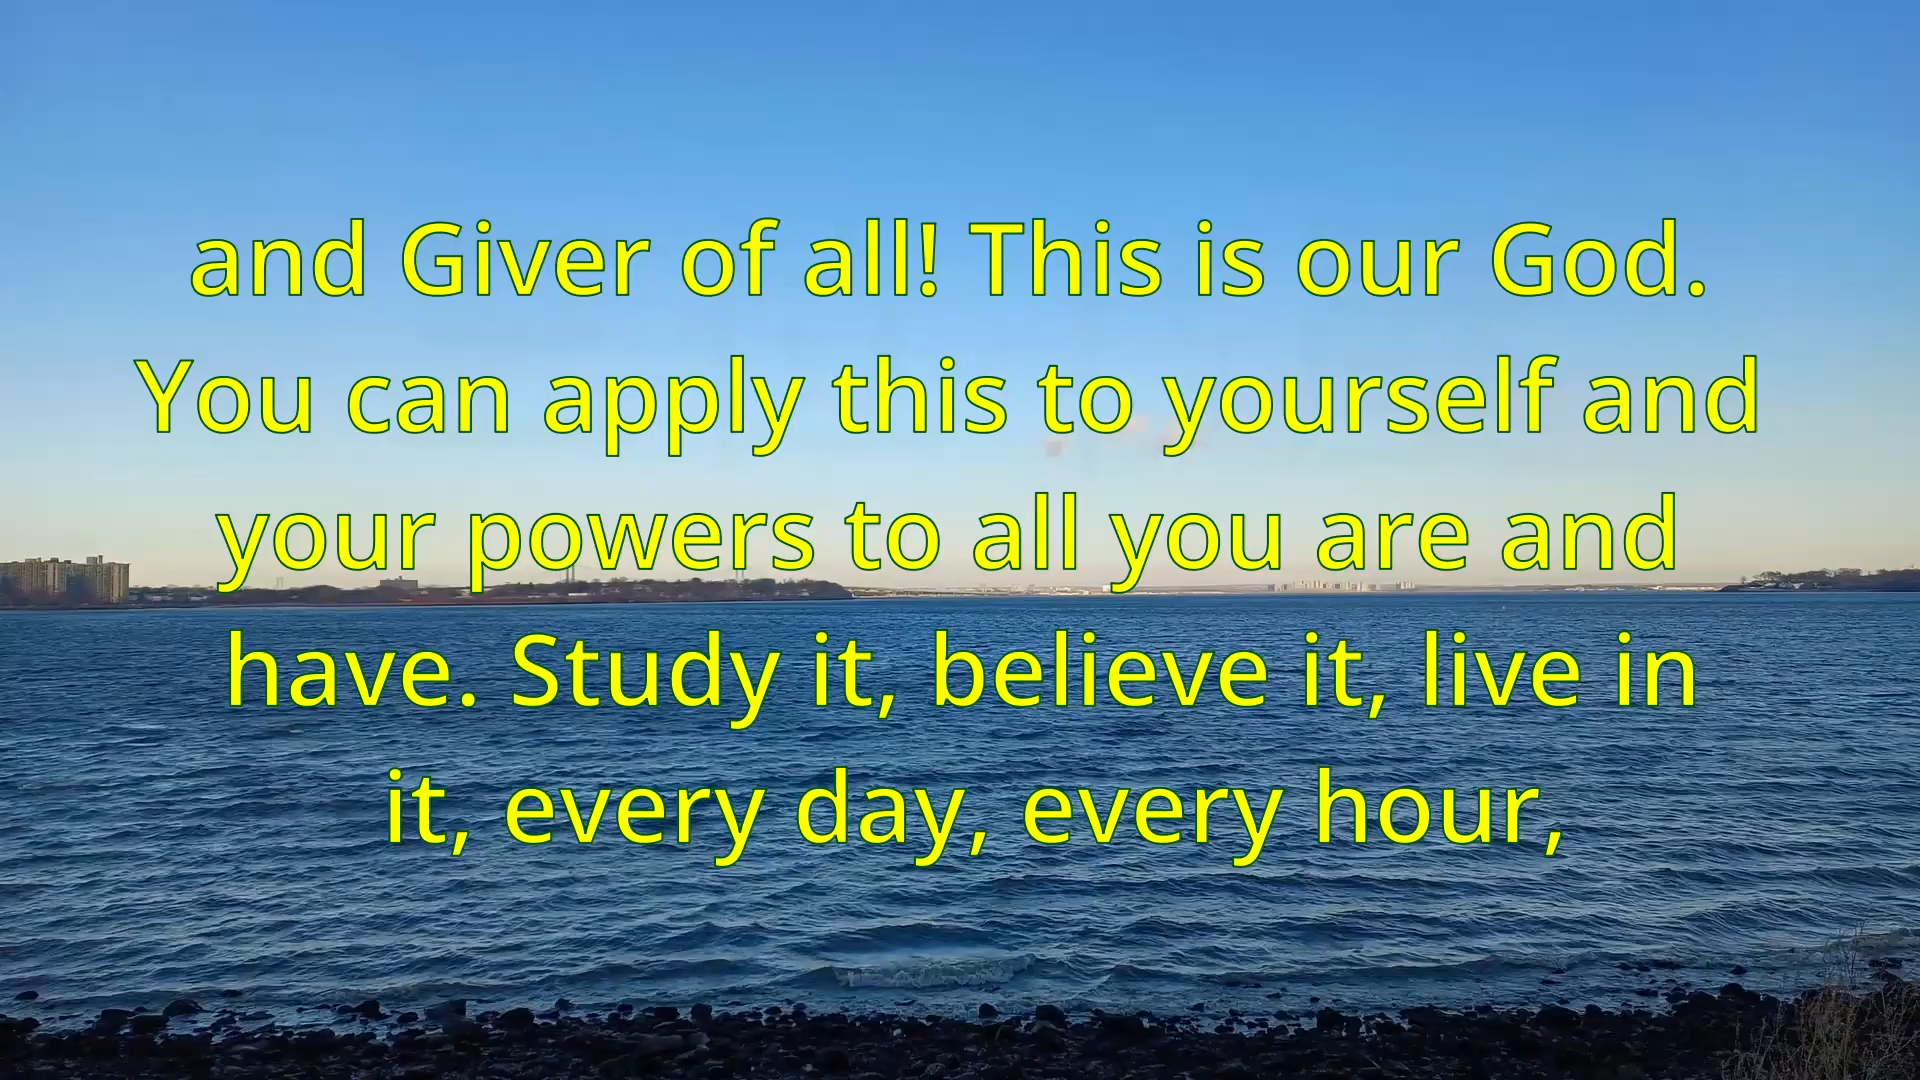 and Giver of all! This is our God.
You can apply this to yourself and
your powers to all you are and
have. Study it, believe it, live in
it, every day, every hour,